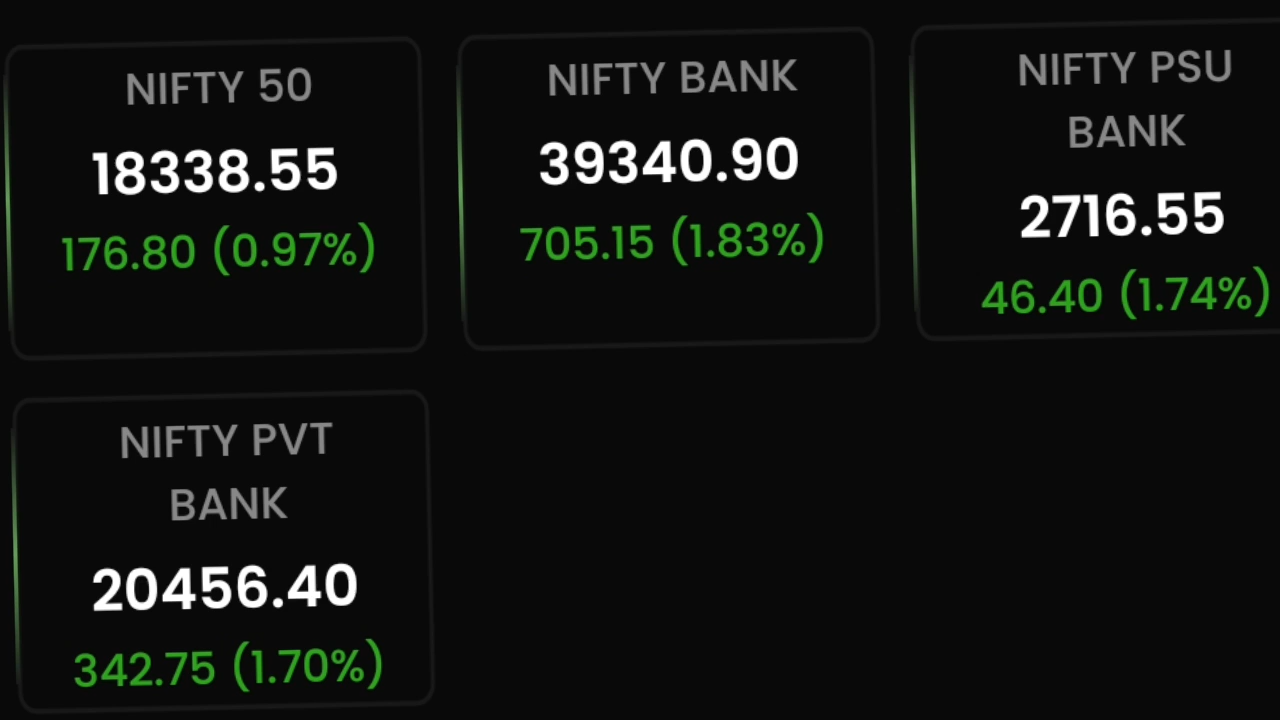 NIFTY 50
18338.55
176.80 (0.97%)
NIFTY BANK
39340.90
705.15 (1.83%)
NIFTY PSU
BANK
2716.55
46.40 (1.74%)
NIFTY PVT
BANK
20456.40
342.75 (1.70%)